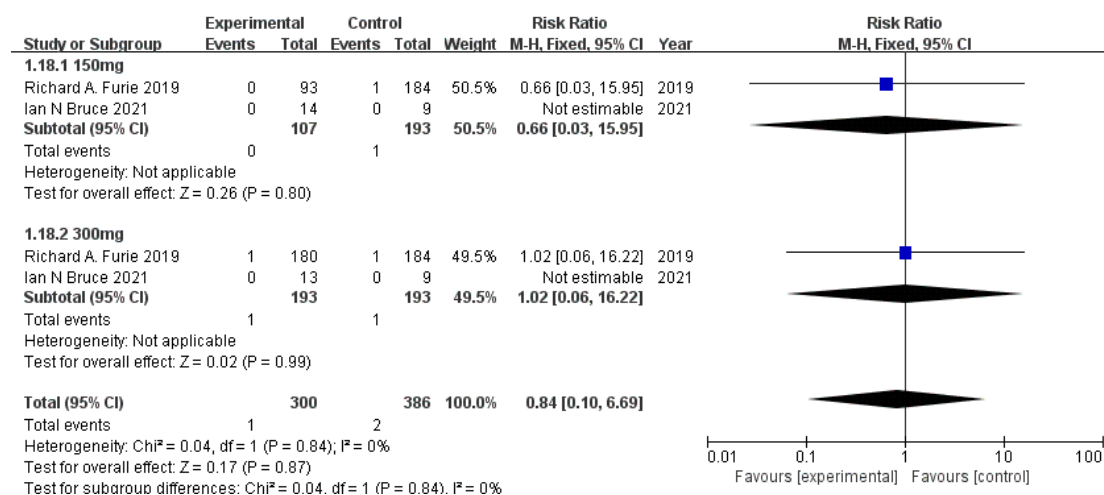 Experimental Control Risk Ratio Risk Ratio
Study or Subgroup Events Total Events Total Weight M-H, Fixed, 95% CI Year M-H, Fixed, 95% CI
1.18.1 150mg
Richard A. Furie 2019 0 93 1 184 50.5% 0.66 [0.03, 15.95] 2019
Ian N Bruce 2021 0 14 0 9 Not estimable 2021
Subtotal (95% CI) 107 193 50.5% 0.66 [0.03, 15.95]
Total events 0 1
Heterogeneity: Not applicable
Test for overall effect: Z = 0.26 (P = 0.80)
1.18.2 300mg
Richard A. Furie 2019 1 180 1 184 49.5% 1.02 [0.06, 16.22] 2019
Ian N Bruce 2021 0 13 0 9 Not estimable 2021
Subtotal (95% CI) 193 193 49.5% 1.02 [0.06, 16.22]
Total events 1 1
Heterogeneity: Not applicable
Test for overall effect: Z = 0.02 (P = 0.99)
Total (95% CI) 300 386 100.0% 0.84 [0.10, 6.69]
Total events 1 2
Heterogeneity: Chi² = 0.04, df = 1 (P = 0.84); I² = 0%
Test for overall effect: Z = 0.17 (P = 0.87)
Test for subgroup differences: Chi² = 0.04, df = 1 (P = 0.84), I² = 0%
0.01 0.1 1 10 100
Favours [experimental] Favours [control]